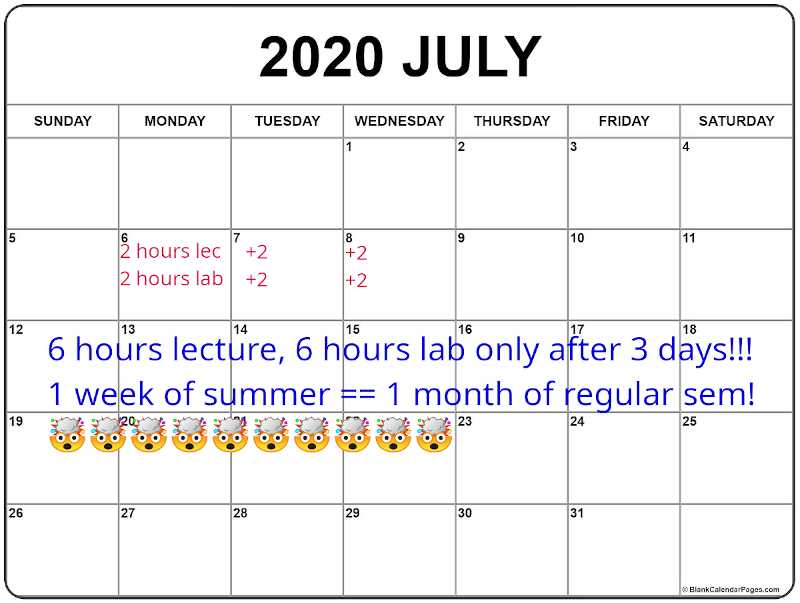 2020 JULY
SUNDAY MONDAY TUESDAY WEDNESDAY THURSDAY FRIDAY SATURDAY
1 2 3 4
5 6 7 8 9 10 11
2 hours lec +2 +2
2 hours lab +2 +2
12 13 14 15 16 17 18
6 hours lecture, 6 hours lab only after 3 days!!!
1 week of summer == 1 month of regular sem!
19 20 21 23 24 25
26 27 28 29 30 31
© BlankCalendarPages.com